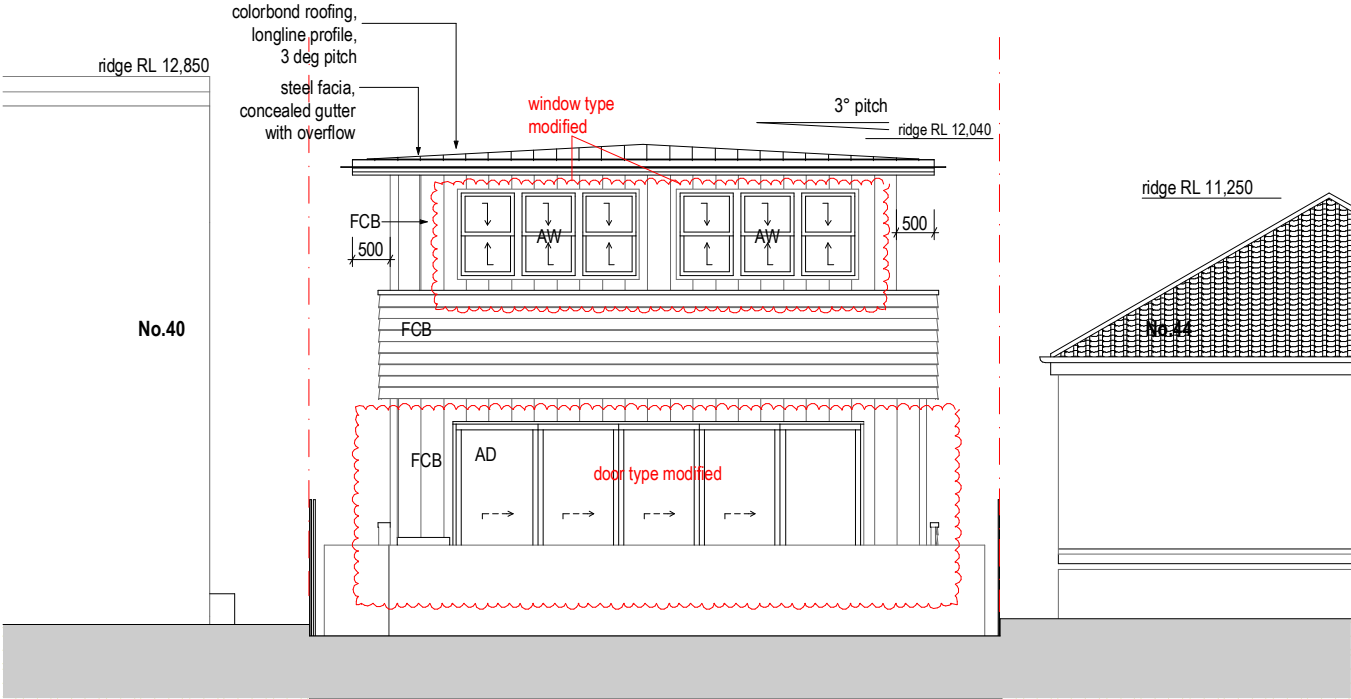 colorbond roofing,
longline profile,
3 deg pitch
ridge RL 12,850
steel facia,
concealed gutter
with overflow
window type
modified
3° pitch
ridge RL 12,040
ridge RL 11,250
FCB
500
AW
AW
500
No.40
FCB
No.44
FCB
AD
door type modified